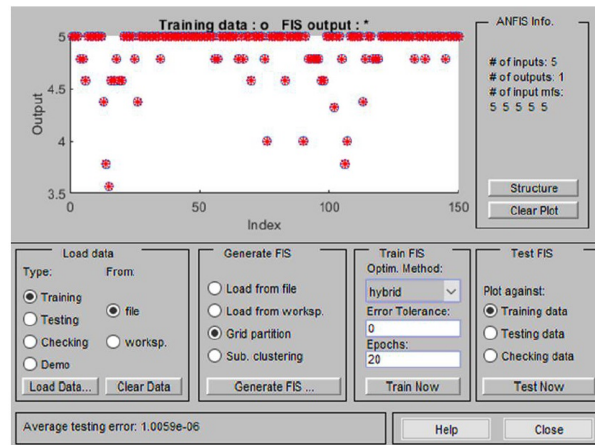 Training data : o   FIS output : *
5
4.5
4
3.5
Output
0
50
100
150
Index
ANFIS Info.
# of inputs: 5
# of outputs: 1
# of input mfs:
5 5 5 5 5
Structure
Clear Plot
Load data
Type:
From:
Training
Testing
Checking
Demo
file
worksp.
Load Data...
Clear Data
Generate FIS
Load from file
Load from worksp.
Grid partition
Sub. clustering
Generate FIS ...
Train FIS
Optim. Method:
hybrid
Error Tolerance:
0
Epochs:
20
Train Now
Test FIS
Plot against:
Training data
Testing data
Checking data
Test Now
Average testing error: 1.0059e-06
Help
Close